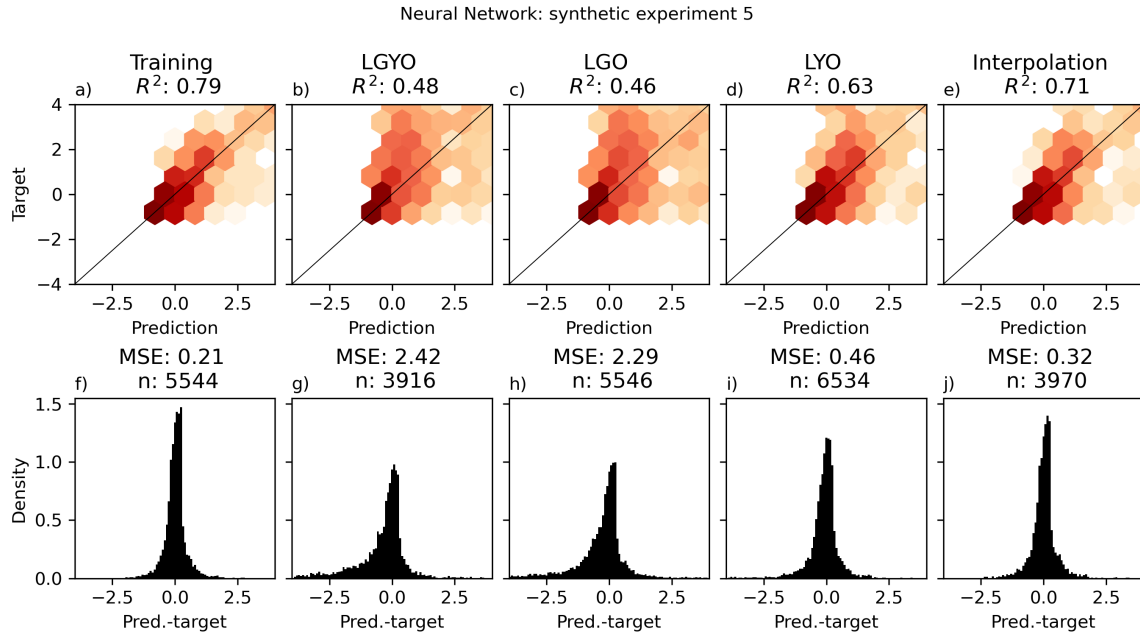 Neural Network: synthetic experiment 5
Training
R²: 0.79
LGYO
R²: 0.48
LGO
R²: 0.46
LYO
R²: 0.63
Interpolation
R²: 0.71
a)
b)
c)
d)
e)
Target
4
2
0
−2
−4
−2.5 0.0 2.5
−2.5 0.0 2.5
−2.5 0.0 2.5
−2.5 0.0 2.5
−2.5 0.0 2.5
Prediction
Prediction
Prediction
Prediction
Prediction
MSE: 0.21
n: 5544
MSE: 2.42
n: 3916
MSE: 2.29
n: 5546
MSE: 0.46
n: 6534
MSE: 0.32
n: 3970
f)
g)
h)
i)
j)
Density
1.5
1.0
0.5
0.0
−2.5 0.0 2.5
−2.5 0.0 2.5
−2.5 0.0 2.5
−2.5 0.0 2.5
−2.5 0.0 2.5
Pred.-target
Pred.-target
Pred.-target
Pred.-target
Pred.-target